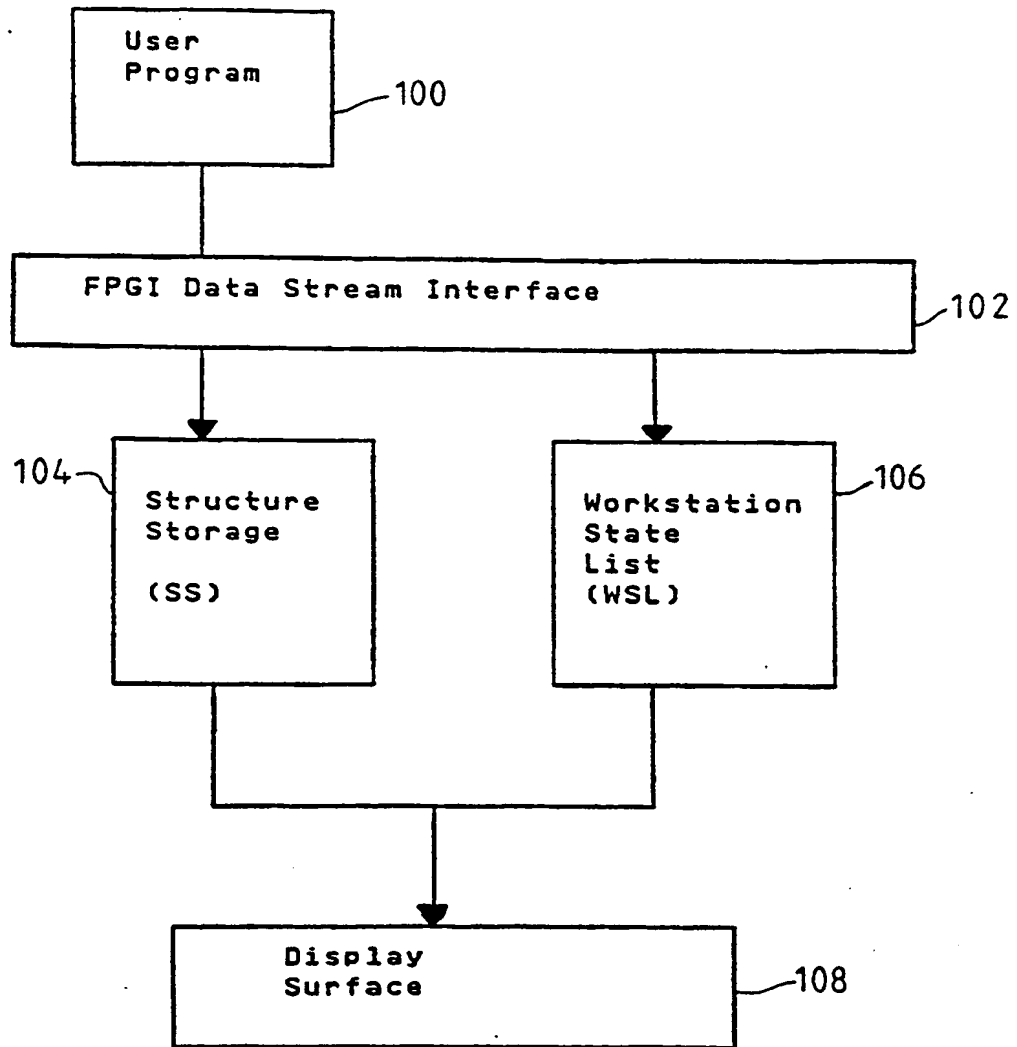 User
Program
100
FPGI Data Stream Interface
102
104
Structure
Storage
(SS)
Workstation
State
List
(WSL)
106
Display
Surface
108